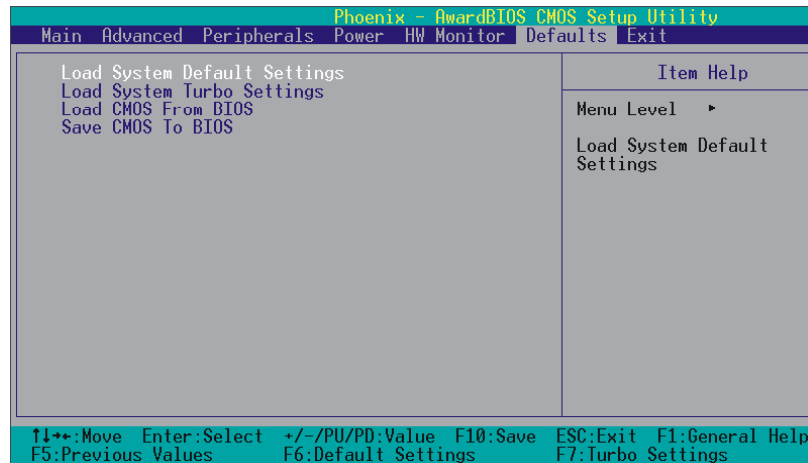 Phoenix - AwardBIOS CMOS Setup Utility
Main Advanced Peripherals Power HW Monitor Defaults Exit
Load System Default Settings
Load System Turbo Settings
Load CMOS From BIOS
Save CMOS To BIOS
Item Help
Menu Level ▸
Load System Default
Settings
↑↓→←:Move Enter:Select +/-/PU/PD:Value F10:Save ESC:Exit F1:General Help
F5:Previous Values F6:Default Settings F7:Turbo Settings